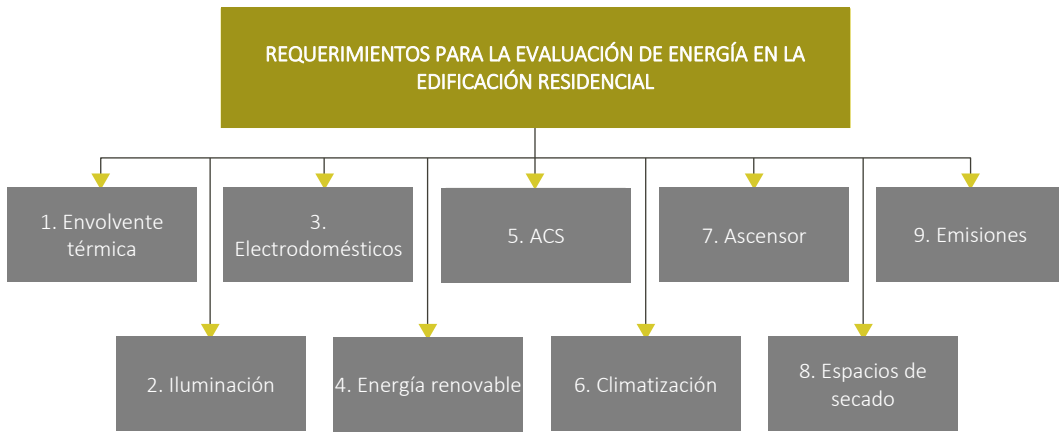 REQUERIMIENTOS PARA LA EVALUACIÓN DE ENERGÍA EN LA
EDIFICACIÓN RESIDENCIAL
1. Envolvente
térmica
2. Iluminación
3.
Electrodomésticos
4. Energía renovable
5. ACS
6. Climatización
7. Ascensor
8. Espacios de
secado
9. Emisiones